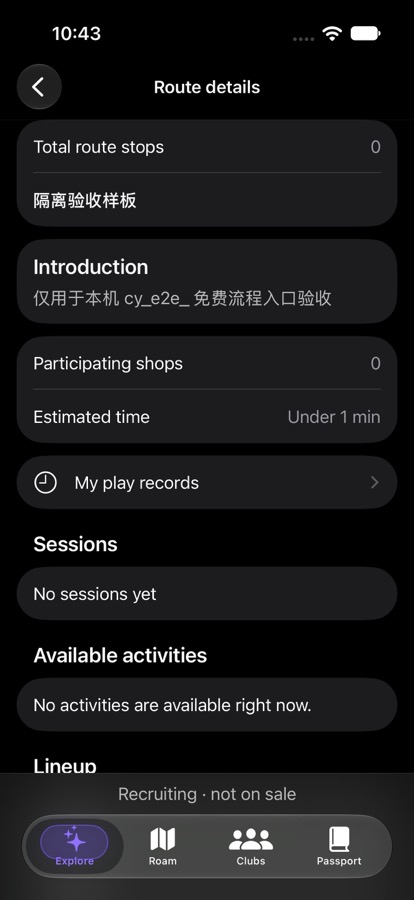 10:43
Route details
Total route stops 0
隔离验收样板
Introduction
仅用于本机 cy_e2e_ 免费流程入口验收
Participating shops 0
Estimated time Under 1 min
My play records
Sessions
No sessions yet
Available activities
No activities are available right now.
Lineup
Recruiting · not on sale
Explore Roam Clubs Passport